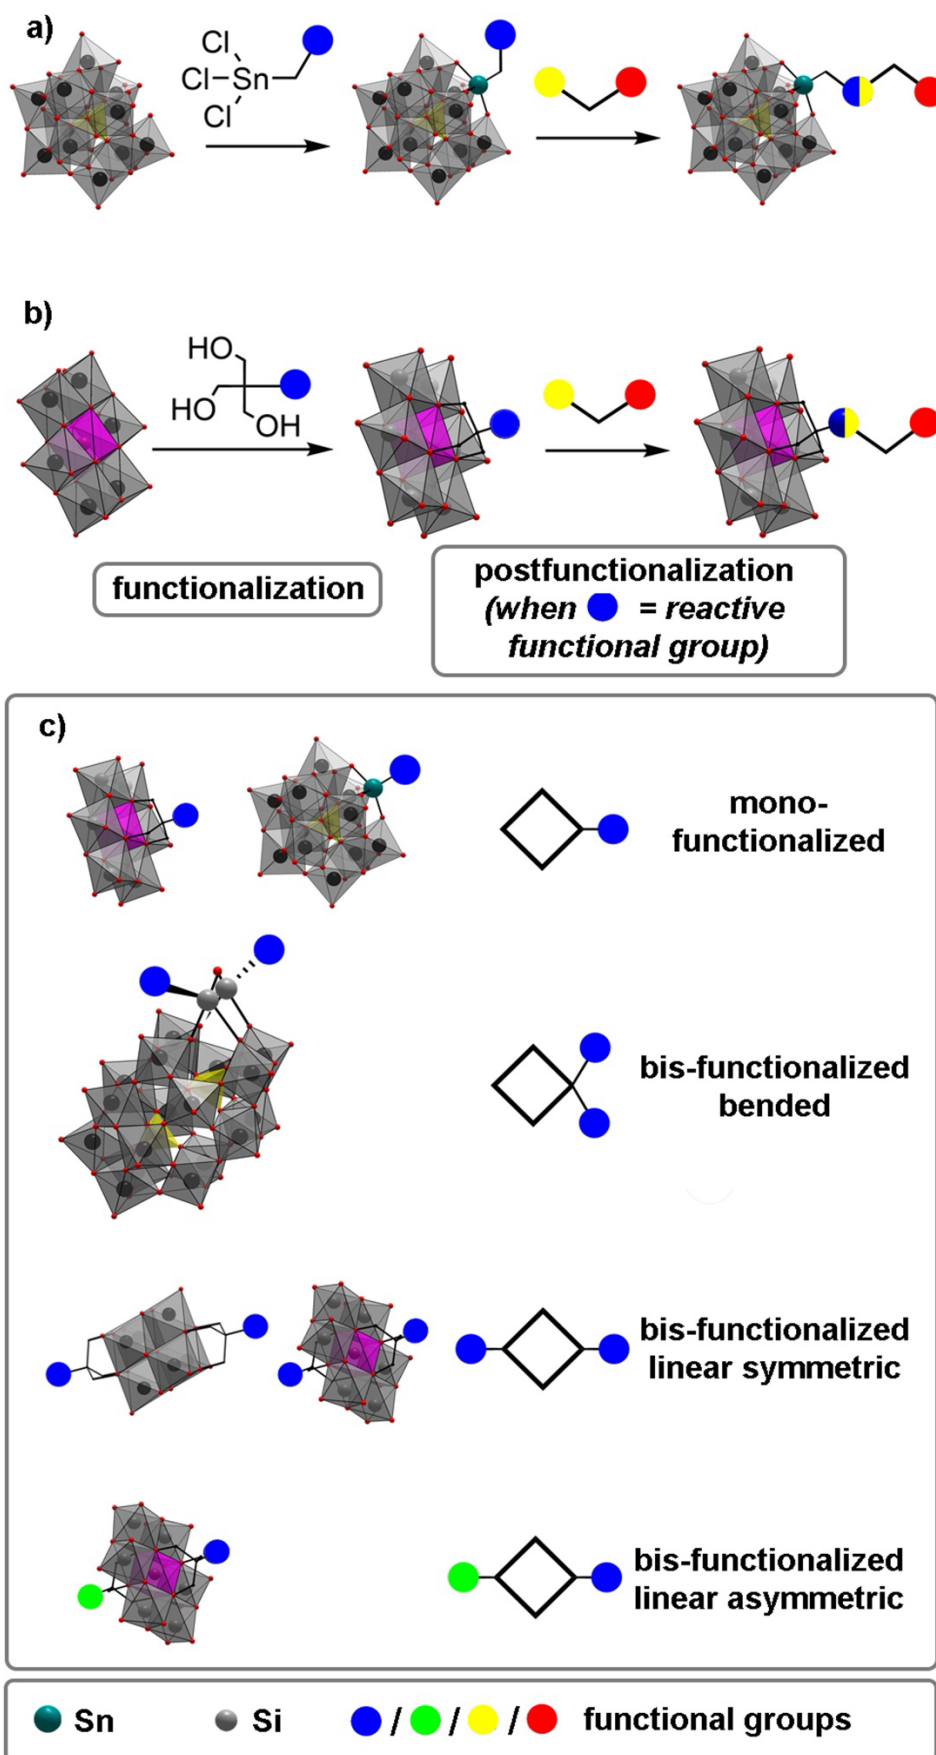 a)
Cl
Cl Sn
Cl
b)
HO
HO
OH
functionalization
postfunctionalization
(when = reactive
functional group)
c)
mono-
functionalized
bis-functionalized
bended
bis-functionalized
linear symmetric
bis-functionalized
linear asymmetric
Sn Si / / / functional groups